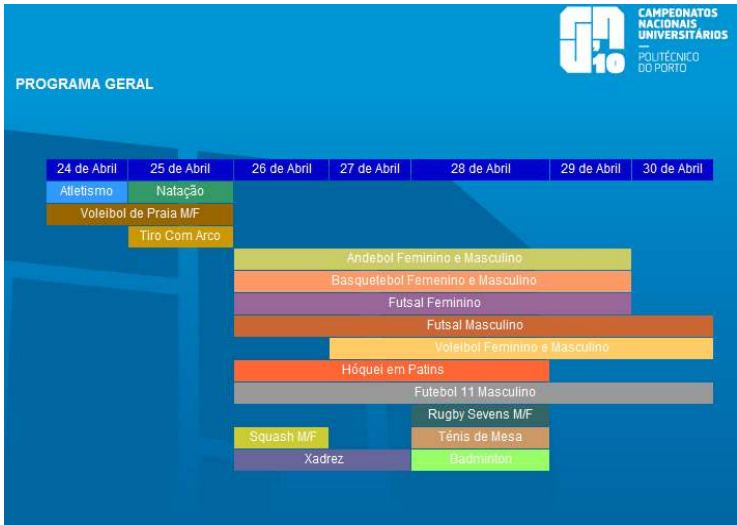 CAMPEONATOS
NACIONAIS
UNIVERSITÁRIOS
POLITÉCNICO
DO PORTO
'10
PROGRAMA GERAL
24 de Abril 25 de Abril 26 de Abril 27 de Abril 28 de Abril 29 de Abril 30 de Abril
Atletismo Natação
Voleibol de Praia M/F
Tiro Com Arco
Andebol Feminino e Masculino
Basquetebol Femenino e Masculino
Futsal Feminino
Futsal Masculino
Voleibol Feminino e Masculino
Hóquei em Patins
Futebol 11 Masculino
Rugby Sevens M/F
Squash M/F Ténis de Mesa
Xadrez Badminton